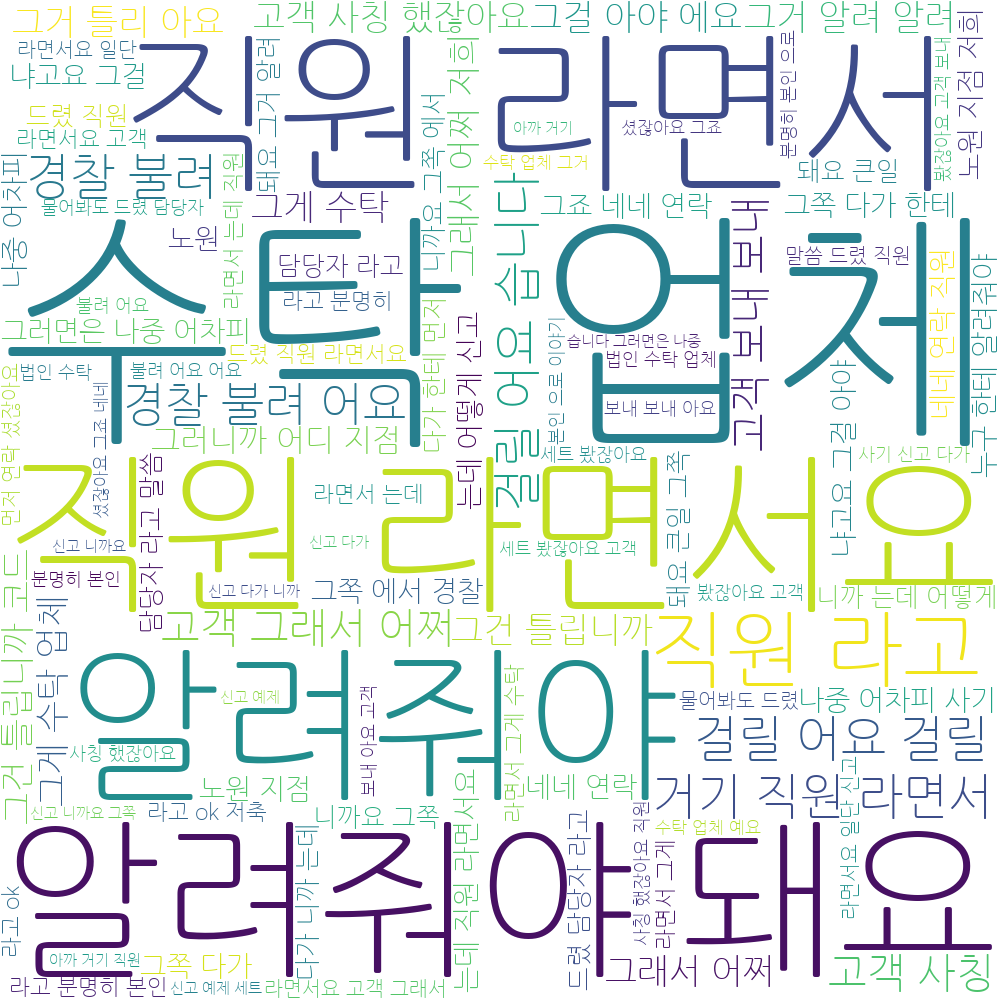 그거 틀리 아요
고객 사칭 했잖아요
그걸 아야 에요
그거 알려 알려
라면서요 일단
냐고요 그걸
직원 라면서
드렸 직원
라면서요 고객
돼요 그거 알려
니까요 그쪽 에서
그래서 어쩌 저희
아까 거기
셨잖아요 그죠
분명히 본인 으로
봤잖아요 고객 보내
노원 지점 저희
수탁 업체 그거
돼요 큰일
경찰 불려
나중 어차피
물어봐도 드렸 담당자
라면서 는데 직원
그게 수탁
그죠 네네 연락
그쪽 다가 한테
노원
수탁 업체
담당자 라고
라고 분명히
불려 어요
말씀 드렸 직원
걸릴 어요 습니다
고객 보내 보내
네네 연락 직원
누구 한테 알려줘야
그러면은 나중 어차피
드렸 직원 라면서요
습니다 그러면은 나중
법인 수탁 업체
법인 수탁
불려 어요 어요
다가 한테 먼저
는데 어떻게 신고
본인 으로 이야기
보내 보내 아요
냐고요 그걸 아야
경찰 불려 어요
먼저 연락 셨잖아요
셨잖아요 그죠 네네
그러니까 어디 지점
세트 봤잖아요
사기 신고 다가
직원 라면서요
담당자 라고 말씀
라면서 는데
돼요 큰일 그쪽
신고 니까요
신고 다가
세트 봤잖아요 고객
분명히 본인
신고 다가 니까
그쪽 에서 경찰
봤잖아요 고객
니까 는데 어떻게
그건 틀립니까 귀드
그게 수탁 업체
고객 그래서 어쩌
그건 틀립니까
직원 라고
알려줘야
신고 예제
보내 아요 고객
라면서 그게 수탁
물어봐도 드렸
나중 어차피 사기
걸릴 어요 걸릴
사칭 했잖아요
노원 지점
네네 연락
거기 직원 라면서
신고 니까요 그쪽
라고 ok 저축
니까요 그쪽
는데 직원 라면서요
사칭 했잖아요 직원
수탁 업체 예요
라면서요 일단 신고
알려줘야 돼요
라고 ok
다가 니까 는데
드렸 담당자 라고
라면서 그게
아까 거기 직원
그쪽 다가
그래서 어쩌
고객 사칭
라고 분명히 본인
신고 예제 세트
라면서요 고객 그래서